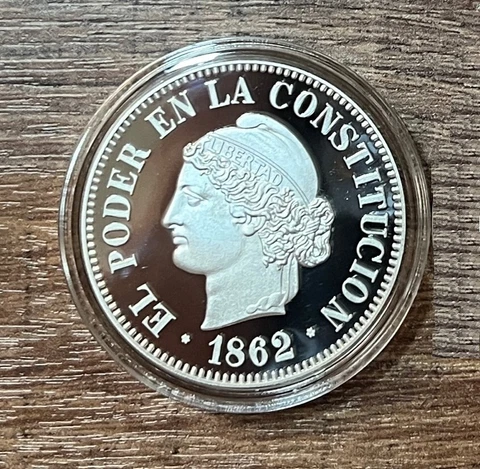 EL PODER EN LA CONSTITUCION
LIBERTAD
* 1862 *